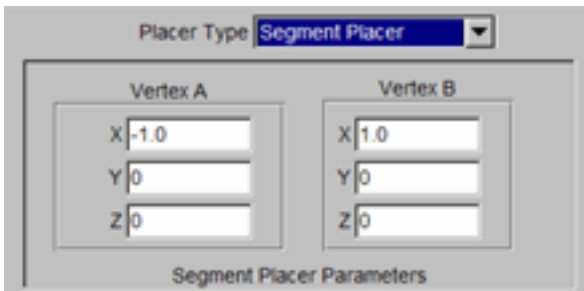 Placer Type Segment Placer
Vertex A Vertex B
X -1.0 X 1.0
Y 0 Y 0
Z 0 Z 0
Segment Placer Parameters